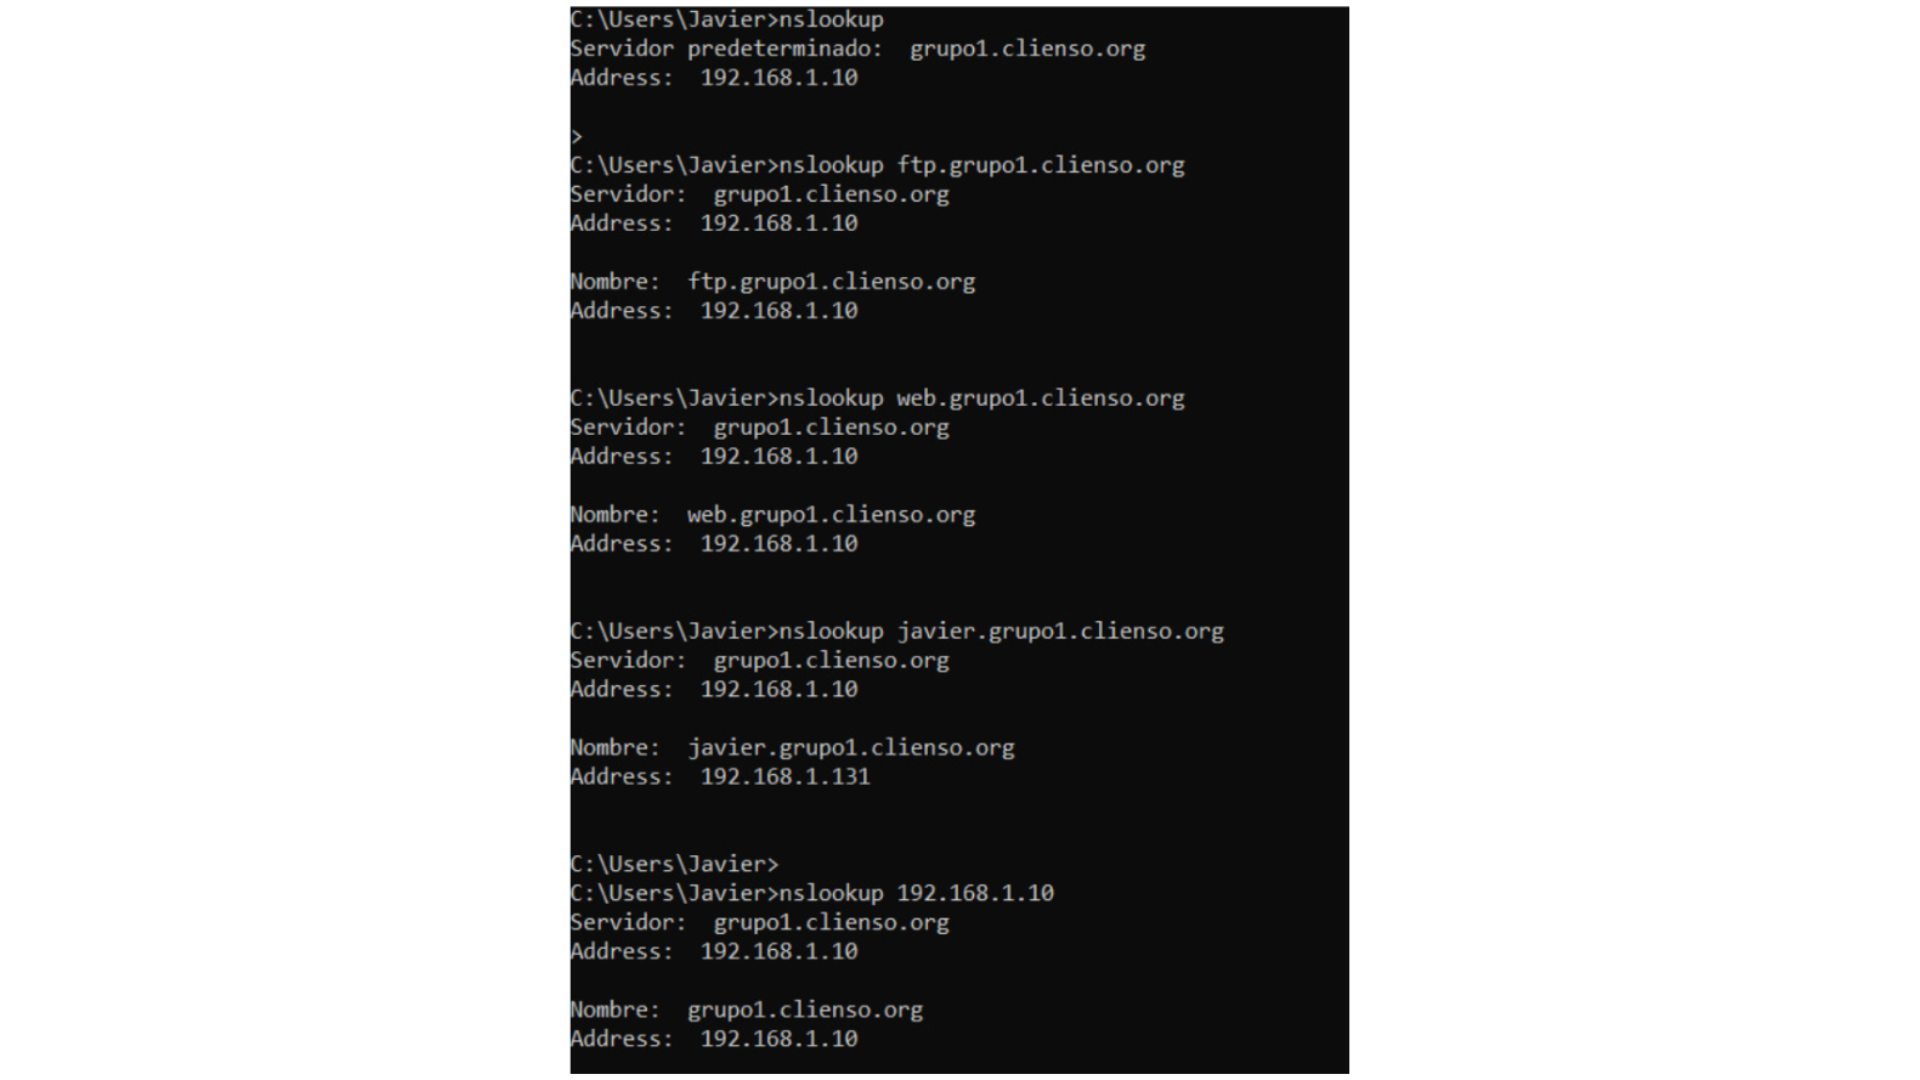 C:\Users\Javier>nslookup
Servidor predeterminado:  grupo1.clienso.org
Address:  192.168.1.10
>
C:\Users\Javier>nslookup ftp.grupo1.clienso.org
Servidor:  grupo1.clienso.org
Address:  192.168.1.10
Nombre:  ftp.grupo1.clienso.org
Address:  192.168.1.10
C:\Users\Javier>nslookup web.grupo1.clienso.org
Servidor:  grupo1.clienso.org
Address:  192.168.1.10
Nombre:  web.grupo1.clienso.org
Address:  192.168.1.10
C:\Users\Javier>nslookup javier.grupo1.clienso.org
Servidor:  grupo1.clienso.org
Address:  192.168.1.10
Nombre:  javier.grupo1.clienso.org
Address:  192.168.1.131
C:\Users\Javier>
C:\Users\Javier>nslookup 192.168.1.10
Servidor:  grupo1.clienso.org
Address:  192.168.1.10
Nombre:  grupo1.clienso.org
Address:  192.168.1.10